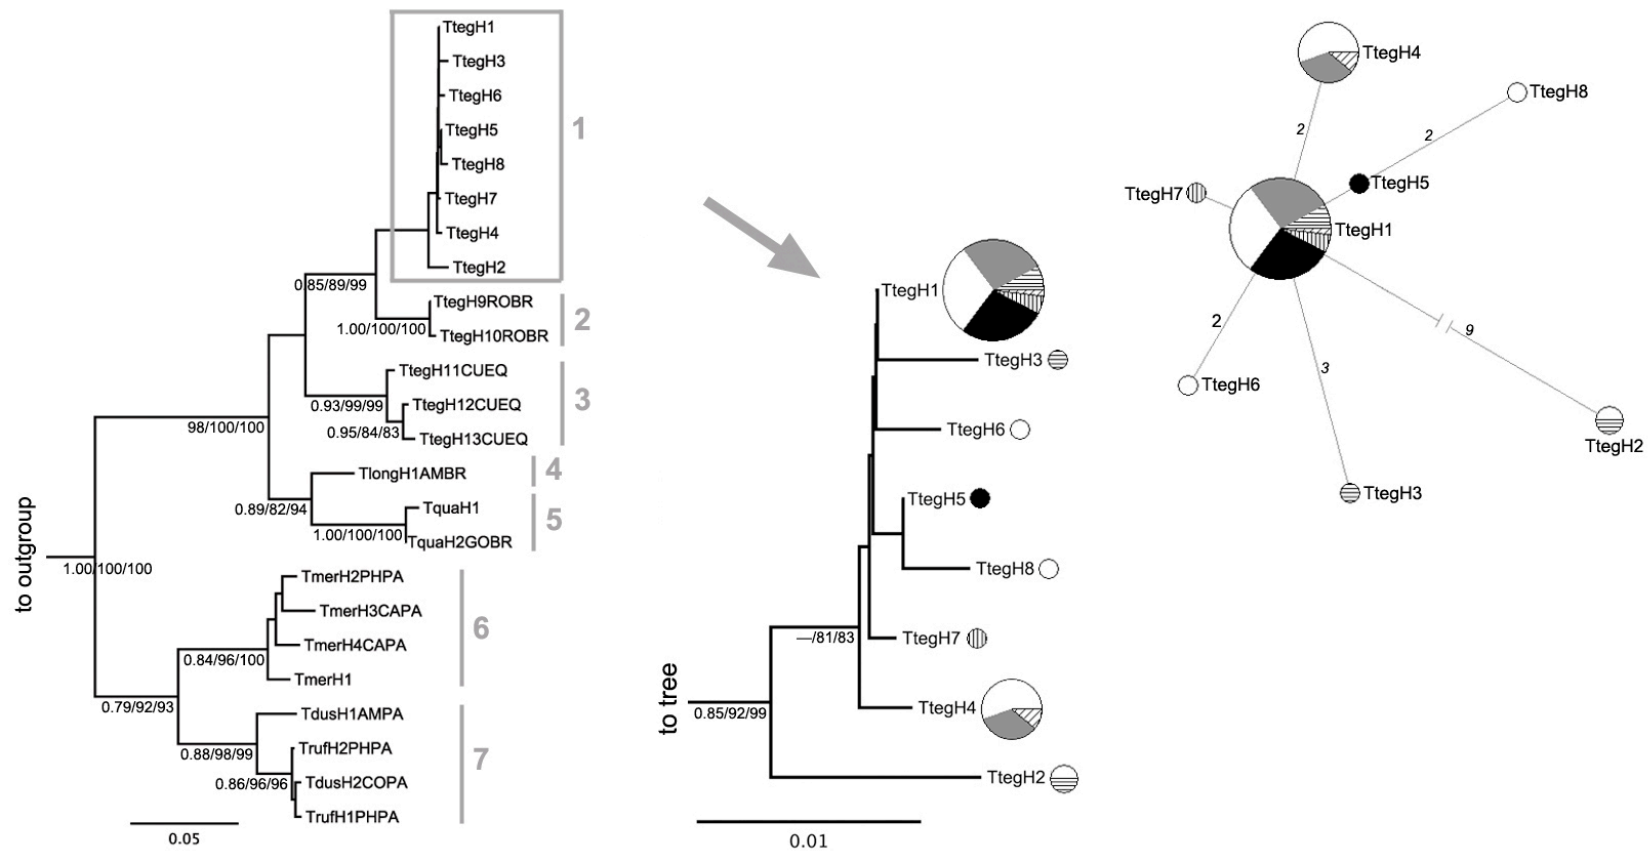 TtegH1
TtegH3
TtegH6
TtegH5
TtegH8
TtegH7
TtegH4
TtegH2
1
0.85/89/99
TtegH9ROBR
1.00/100/100
TtegH10ROBR
2
TtegH11CUEQ
0.93/99/99
TtegH12CUEQ
0.95/84/83
TtegH13CUEQ
3
98/100/100
TlongH1AMBR
4
0.89/82/94
TquaH1
1.00/100/100
TquaH2GOBR
5
to outgroup
1.00/100/100
TmerH2PHPA
TmerH3CAPA
TmerH4CAPA
0.84/96/100
TmerH1
6
0.79/92/93
TdusH1AMPA
TrufH2PHPA
0.88/98/99
TdusH2COPA
0.86/96/96
TrufH1PHPA
7
0.05
TtegH1
TtegH3
TtegH6
TtegH5
TtegH8
—/81/83
TtegH7
to tree
TtegH4
0.85/92/99
TtegH2
0.01
TtegH4
TtegH8
2
2
TtegH5
TtegH7
TtegH1
2
9
3
TtegH6
TtegH2
TtegH3